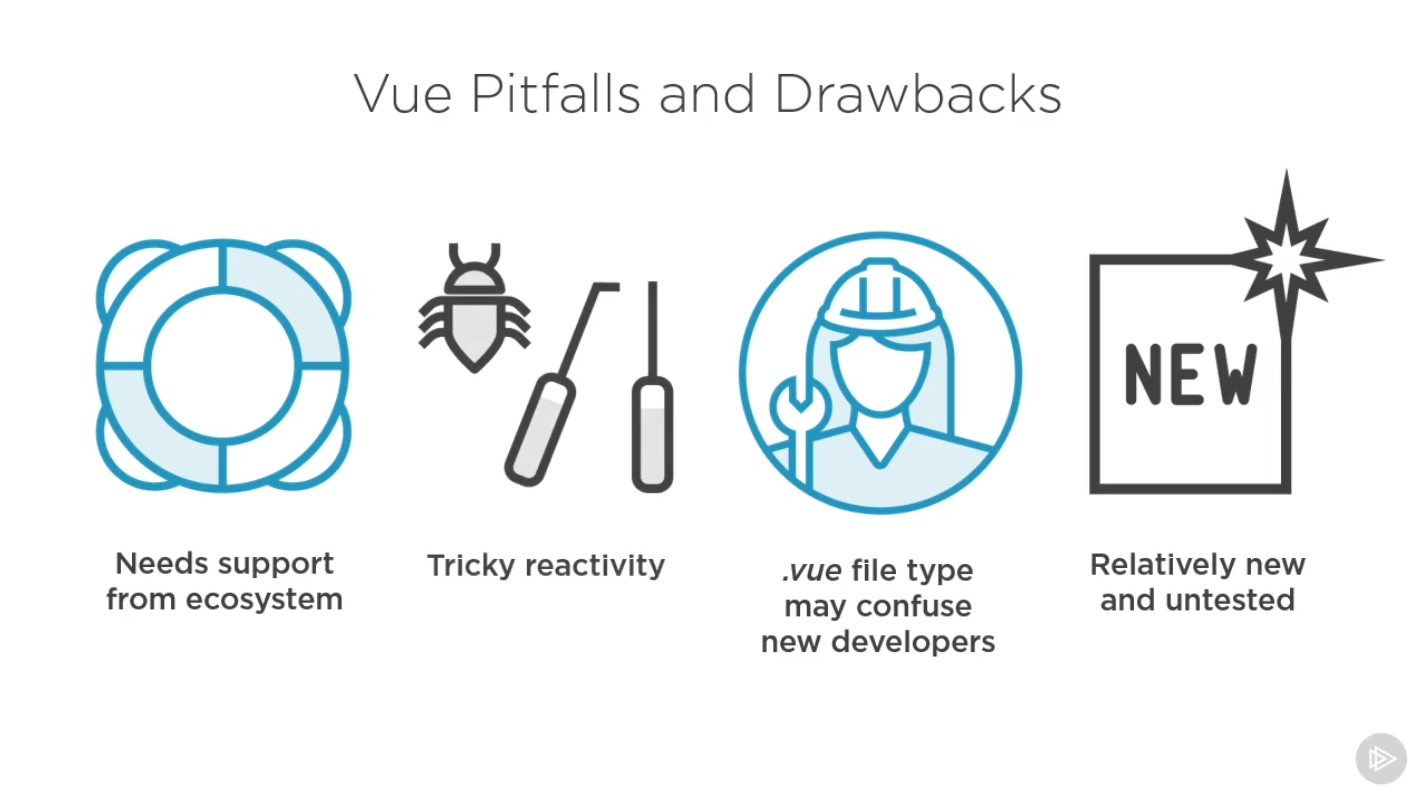 Vue Pitfalls and Drawbacks
NEW
Needs support
from ecosystem
Tricky reactivity
.vue file type
may confuse
new developers
Relatively new
and untested